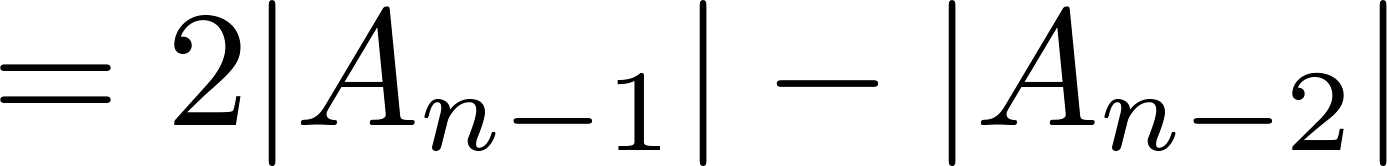 = 2|A_{n-1}| - |A_{n-2}|